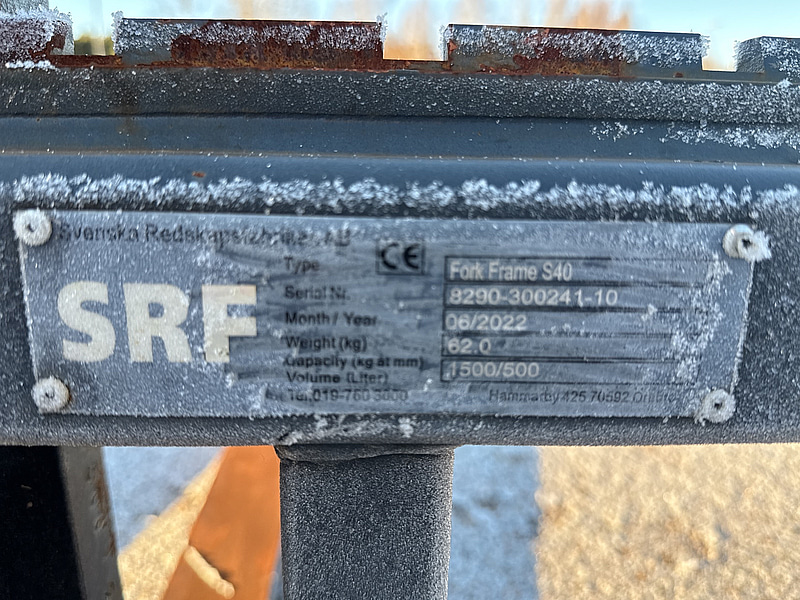 Svenska Redskapsfabriken AB
CE
SRF
Type Fork Frame S40
Serial Nr. 8290-300241-10
Month / Year 06/2022
Weight (kg) 62.0
Capacity (kg at mm) 1500/500
Volume (Liter)
Tel.019-760 3000 Hammarby 425 70592 Örebro